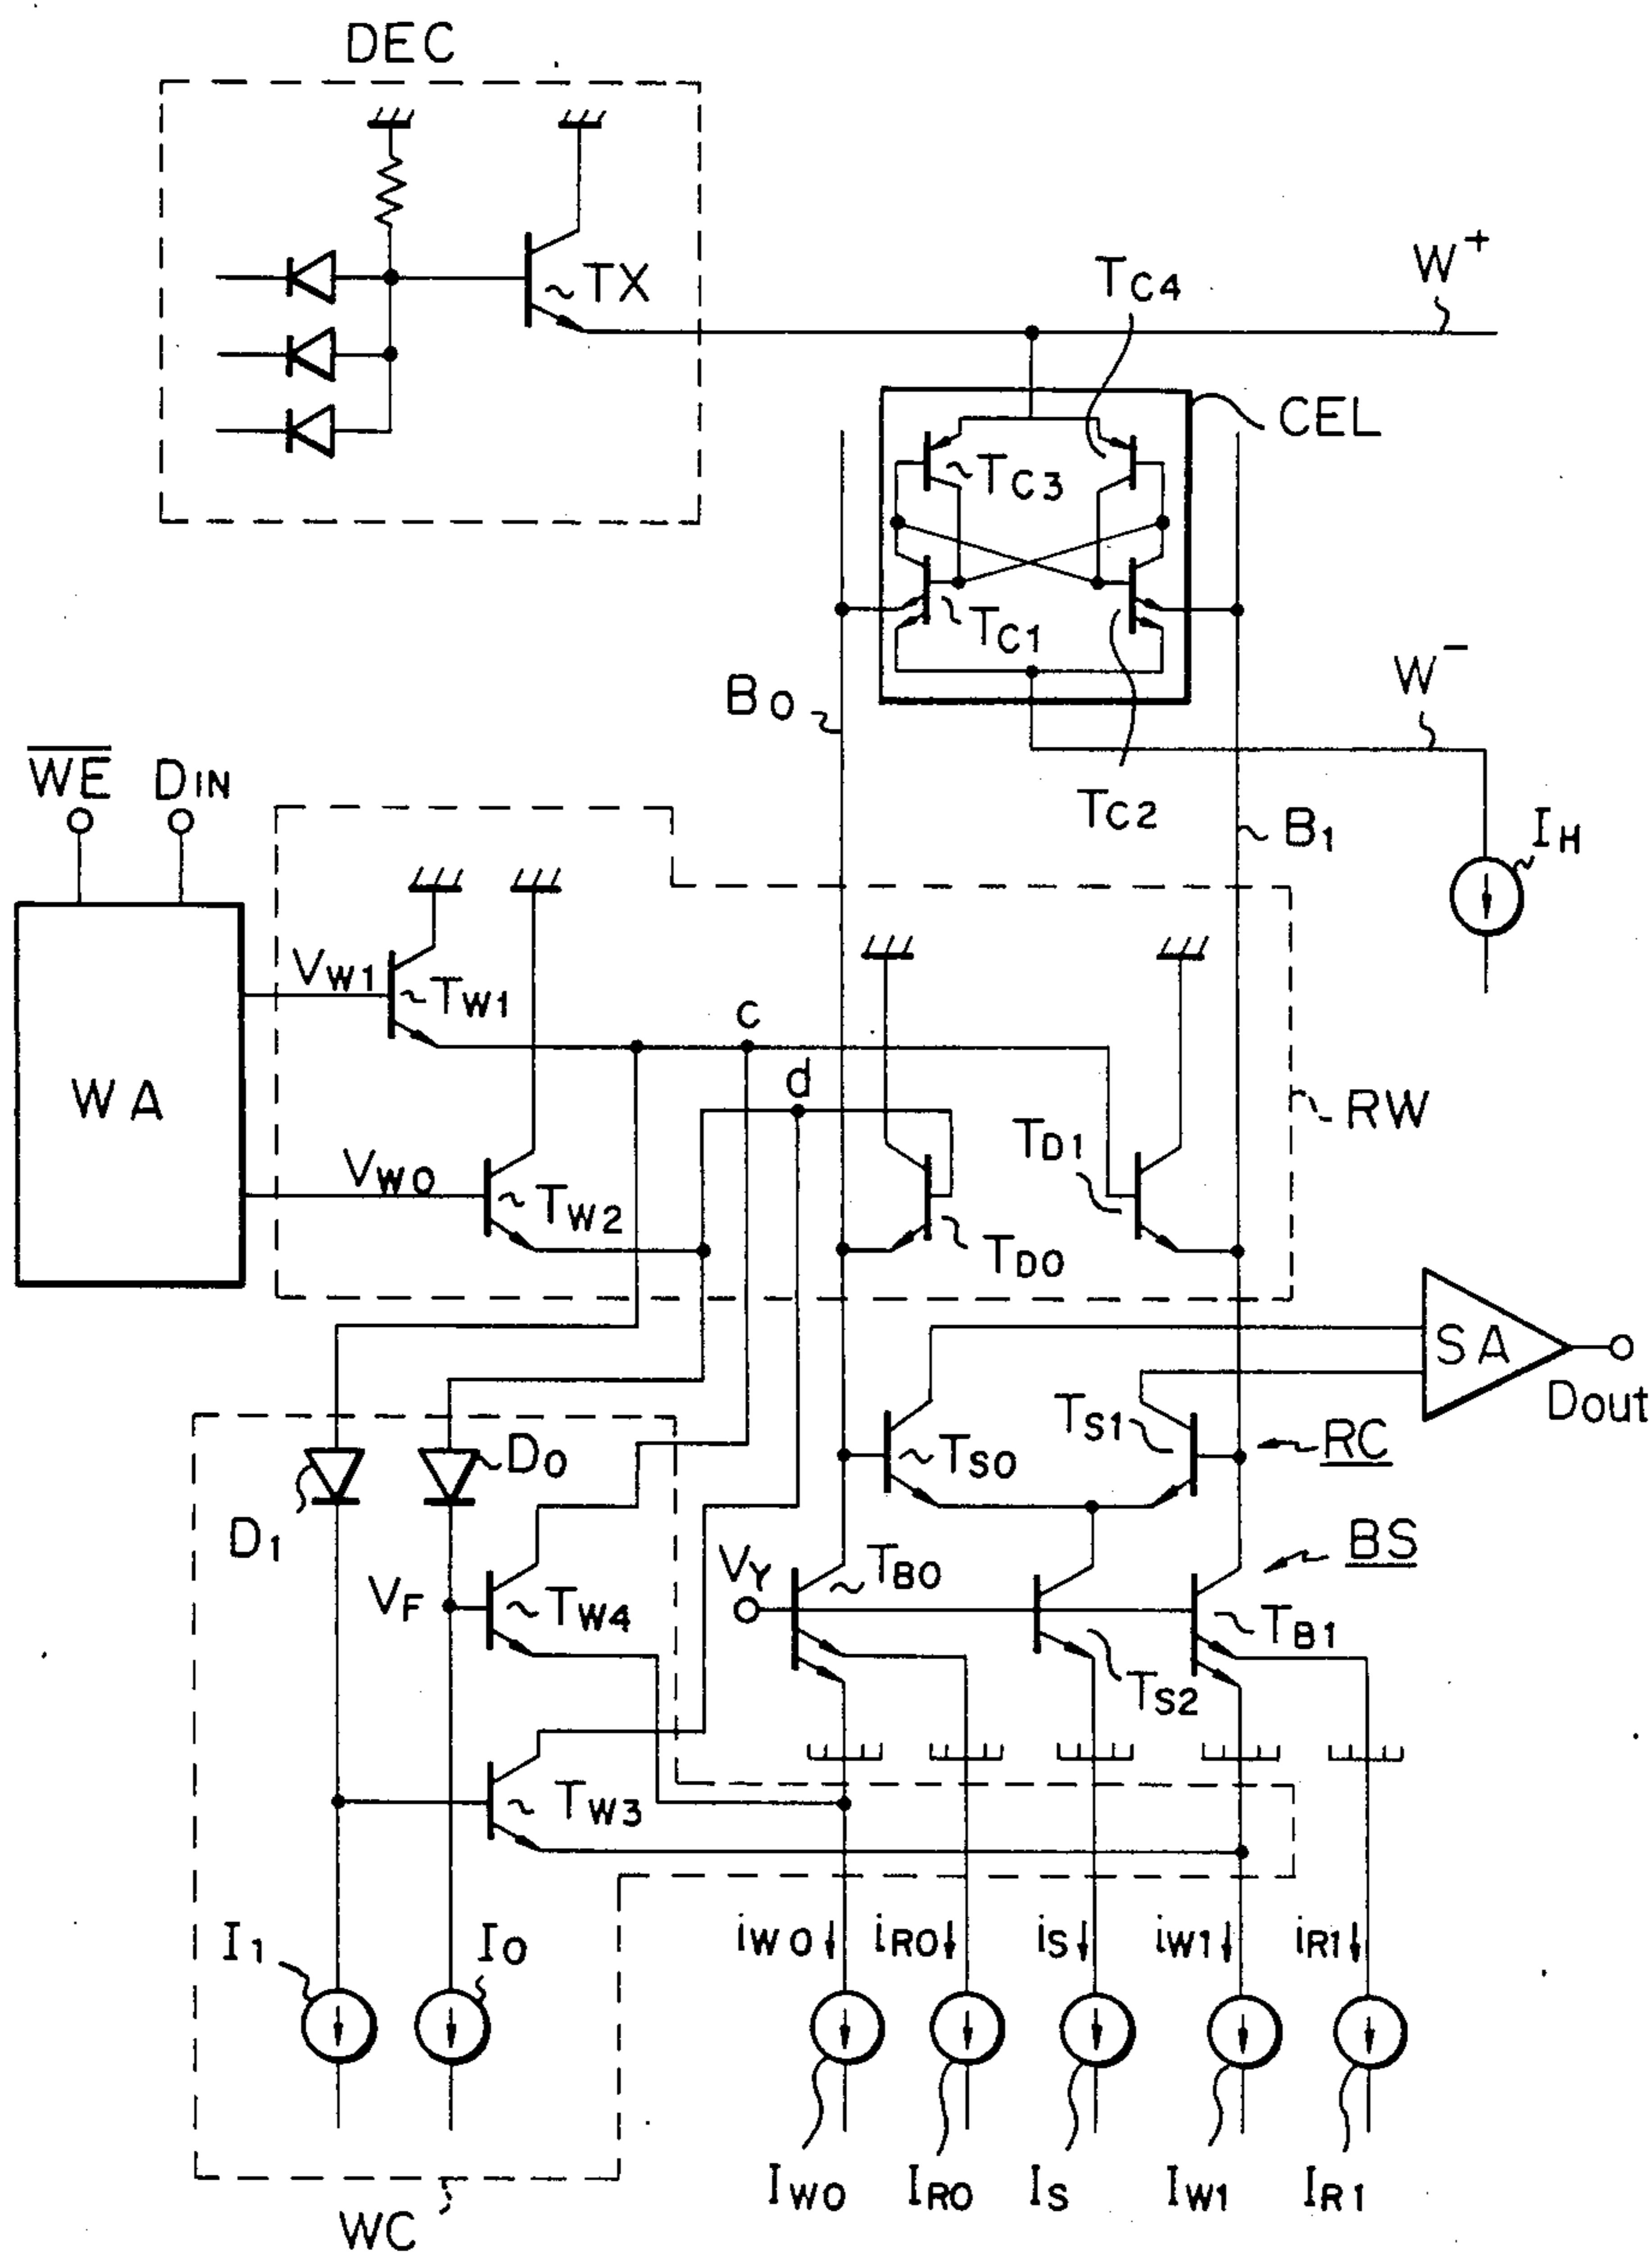 DEC
TX
TC4
W+
CEL
TC3
TC1
B0
W−
TC2
B1
IH
WE DIN
VW1
TW1
c
WA
d
RW
TD1
VW0
TW2
TD0
SA
Dout
TS1
D0
TS0
RC
D1
VY
TB0
BS
VF
TW4
TB1
TS2
TW3
I1
I0
iW0
iR0
iS
iW1
iR1
IW0
IR0
IS
IW1
IR1
WC